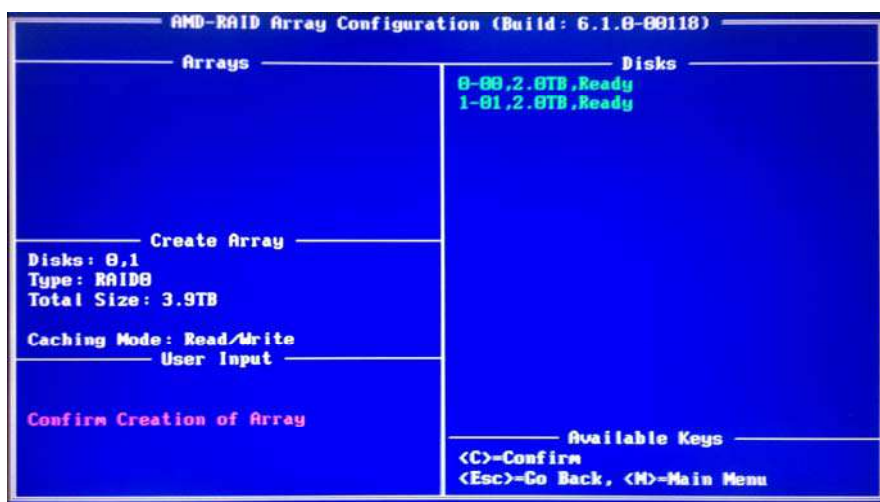 AMD-RAID Array Configuration (Build: 6.1.0-00118)
Arrays
Disks
0-00,2.0TB,Ready
1-01,2.0TB,Ready
Create Array
Disks: 0,1
Type: RAID0
Total Size: 3.9TB
Caching Mode: Read/Write
User Input
Confirm Creation of Array
Available Keys
<C>=Confirm
<Esc>=Go Back, <M>=Main Menu